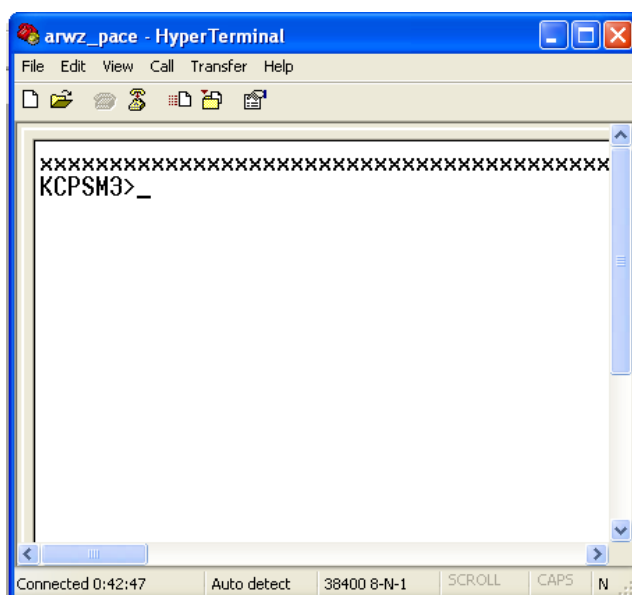 arwz_pace - HyperTerminal
File Edit View Call Transfer Help
xxxxxxxxxxxxxxxxxxxxxxxxxxxxxxxxxxxxxxxxx
KCPSM3>_
Connected 0:42:47 Auto detect 38400 8-N-1 SCROLL CAPS N